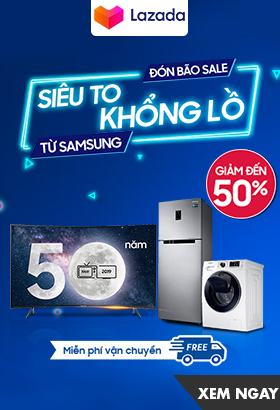 Lazada
ĐÓN BÃO SALE
SIÊU TO
KHỔNG LỒ
TỪ SAMSUNG
GIẢM ĐẾN
50%
50 năm
2019
Miễn phí vận chuyển
FREE
XEM NGAY